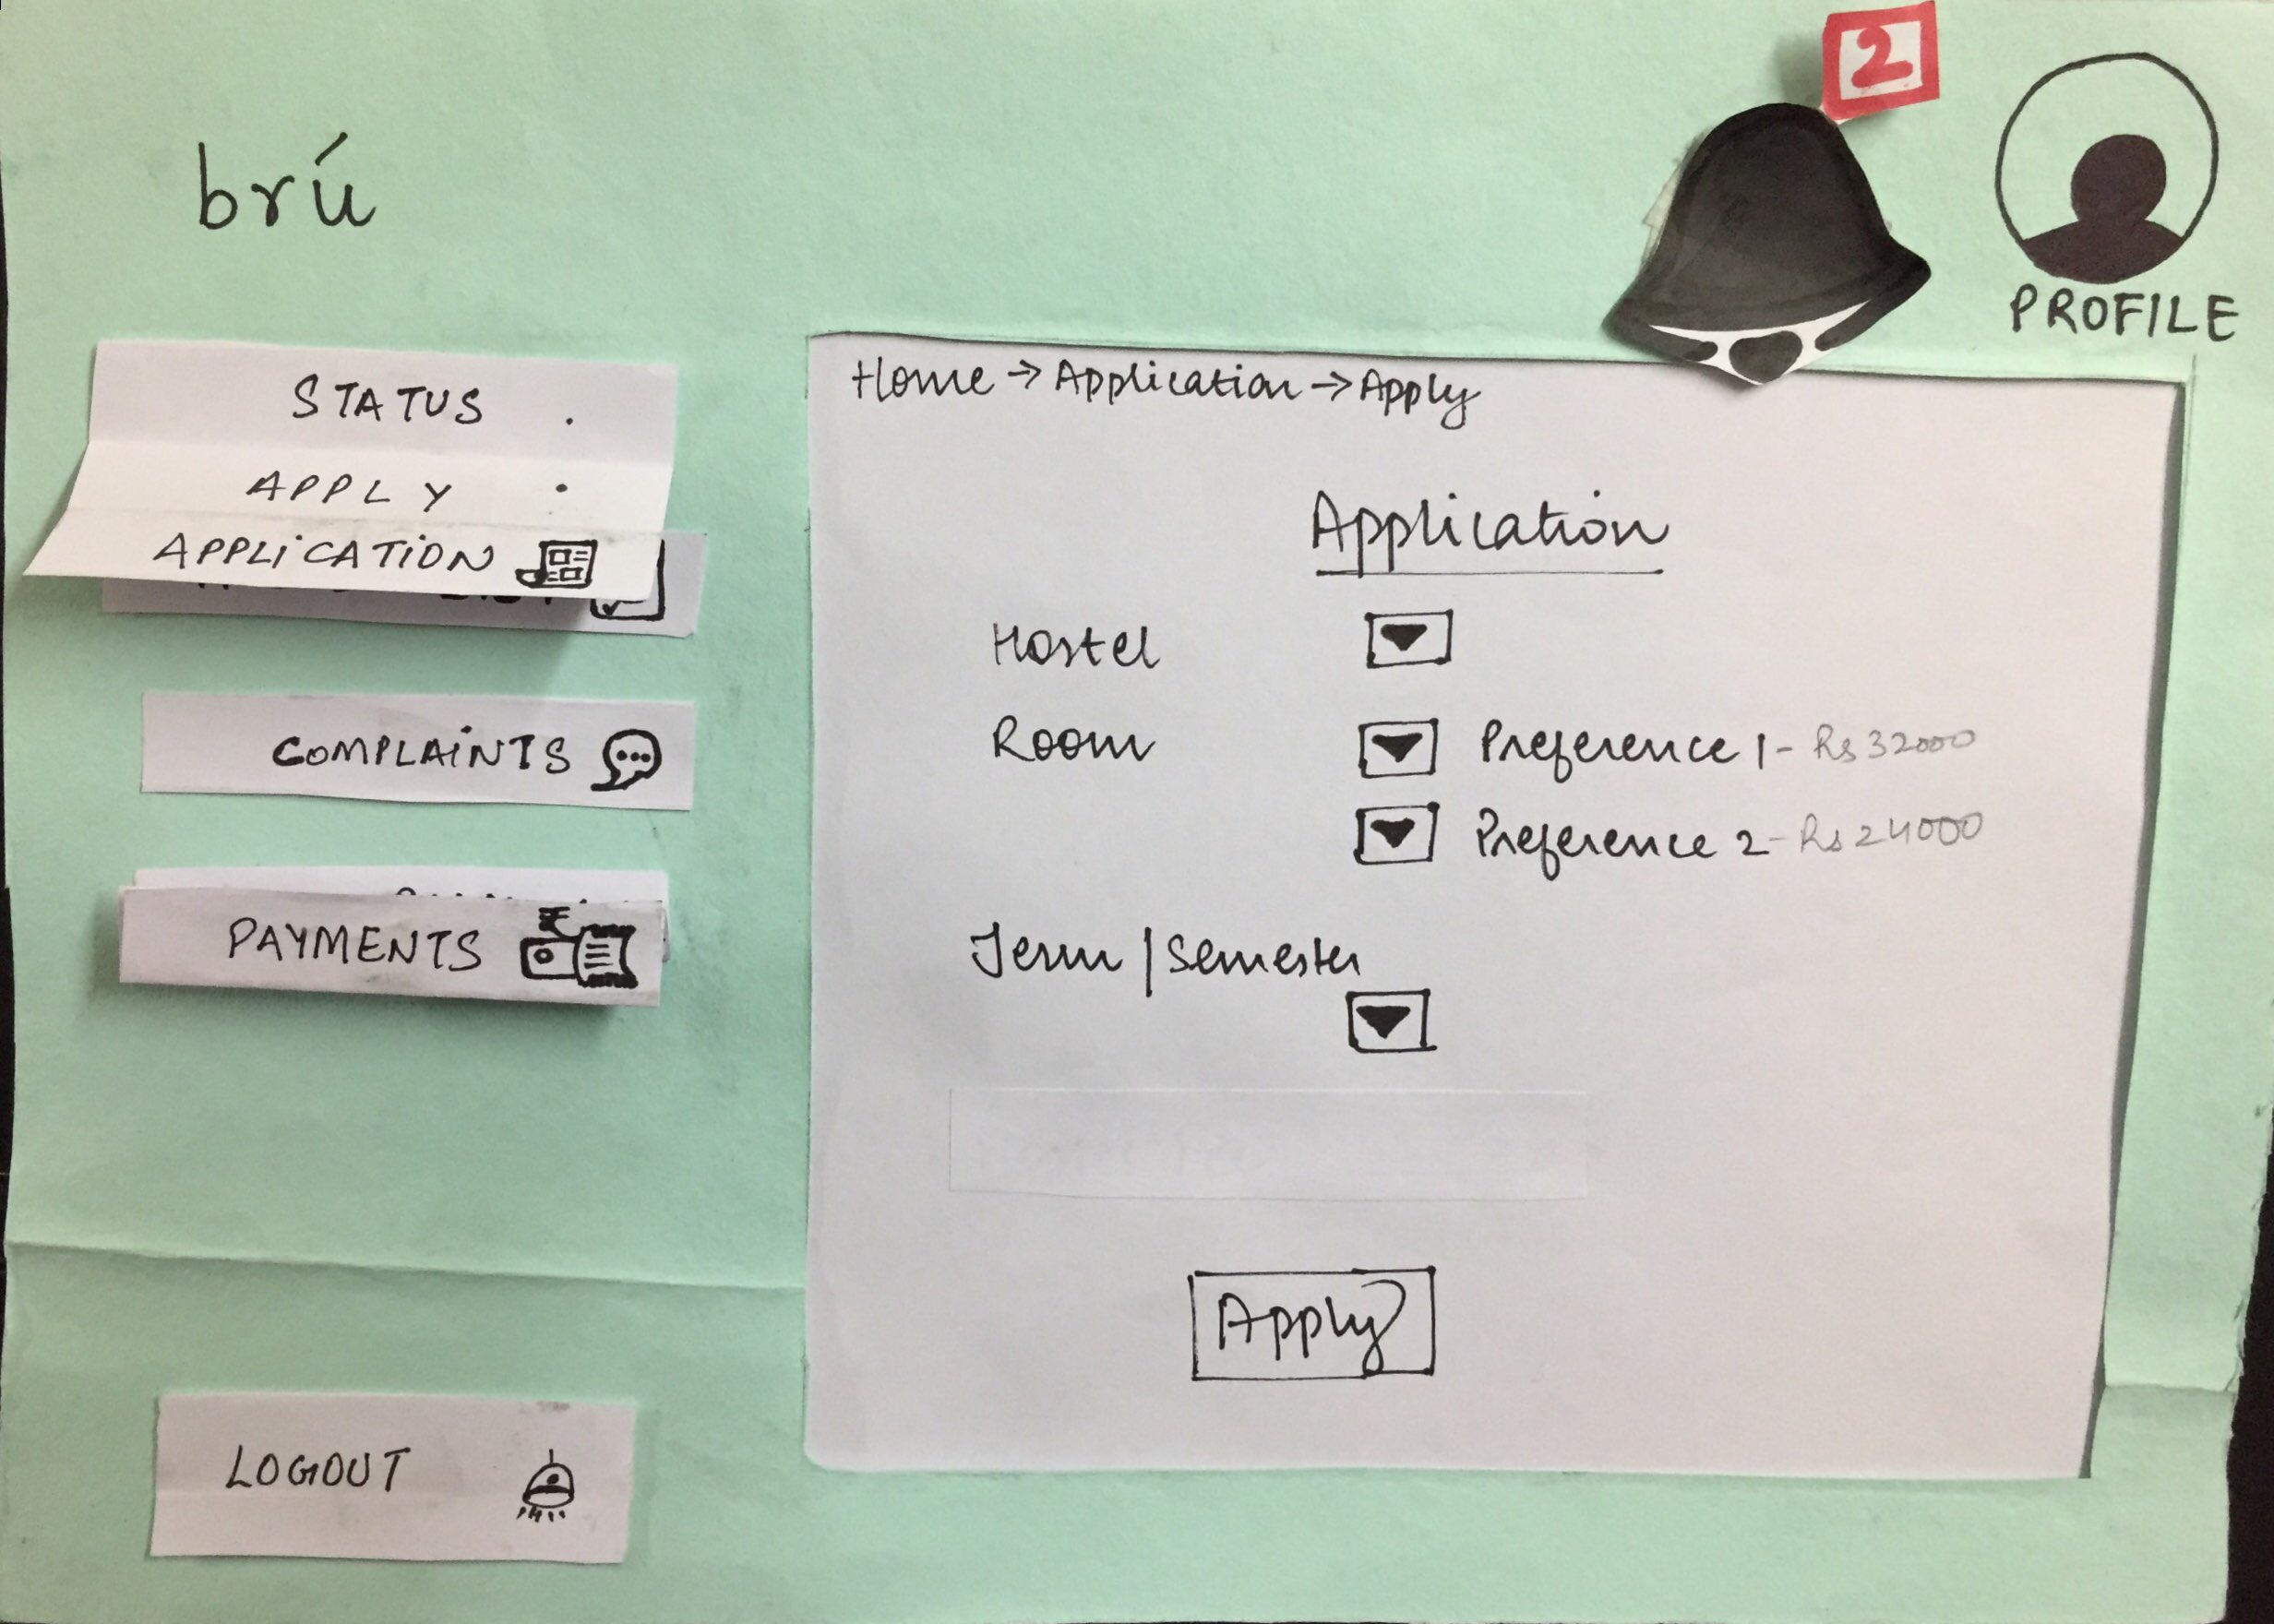 2
brú
PROFILE
Home → Application → Apply
STATUS .
APPLY .
APPLICATION
COMPLAINTS
PAYMENTS
LOGOUT
Application
Hostel
Room Preference 1 - Rs 32000
Preference 2 - Rs 24000
Term | Semester
Apply